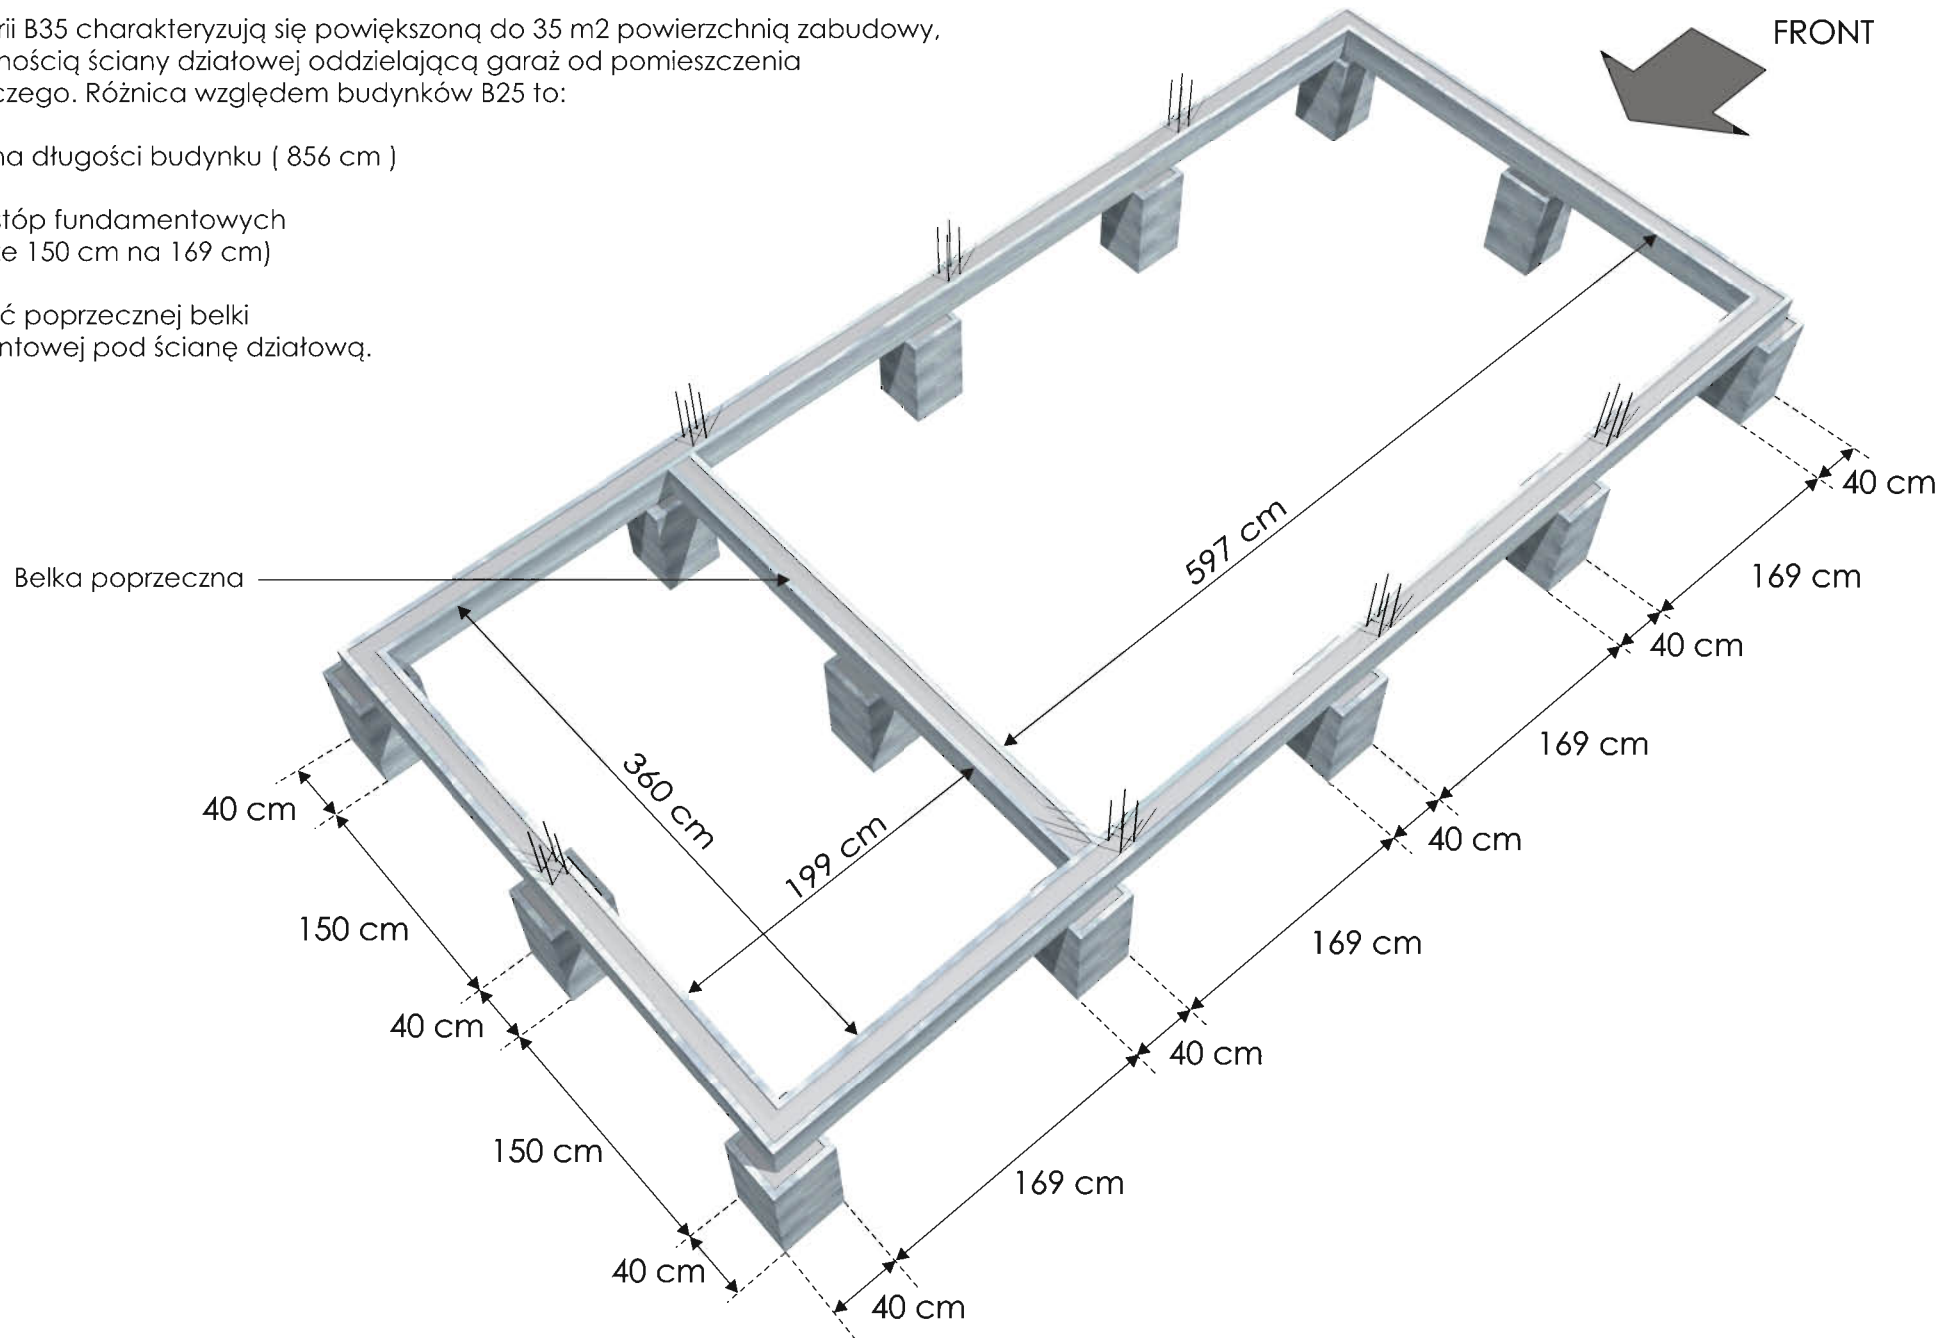 rii B35 charakteryzują się powiększoną do 35 m2 powierzchnią zabudowy,
nością ściany działowej oddzielającą garaż od pomieszczenia
czego. Różnica względem budynków B25 to:
na długości budynku ( 856 cm )
stóp fundamentowych
ze 150 cm na 169 cm)
ć poprzecznej belki
ntowej pod ścianę działową.
FRONT
Belka poprzeczna
597 cm
360 cm
199 cm
40 cm
169 cm
40 cm
169 cm
40 cm
169 cm
40 cm
169 cm
40 cm
40 cm
150 cm
40 cm
150 cm
40 cm